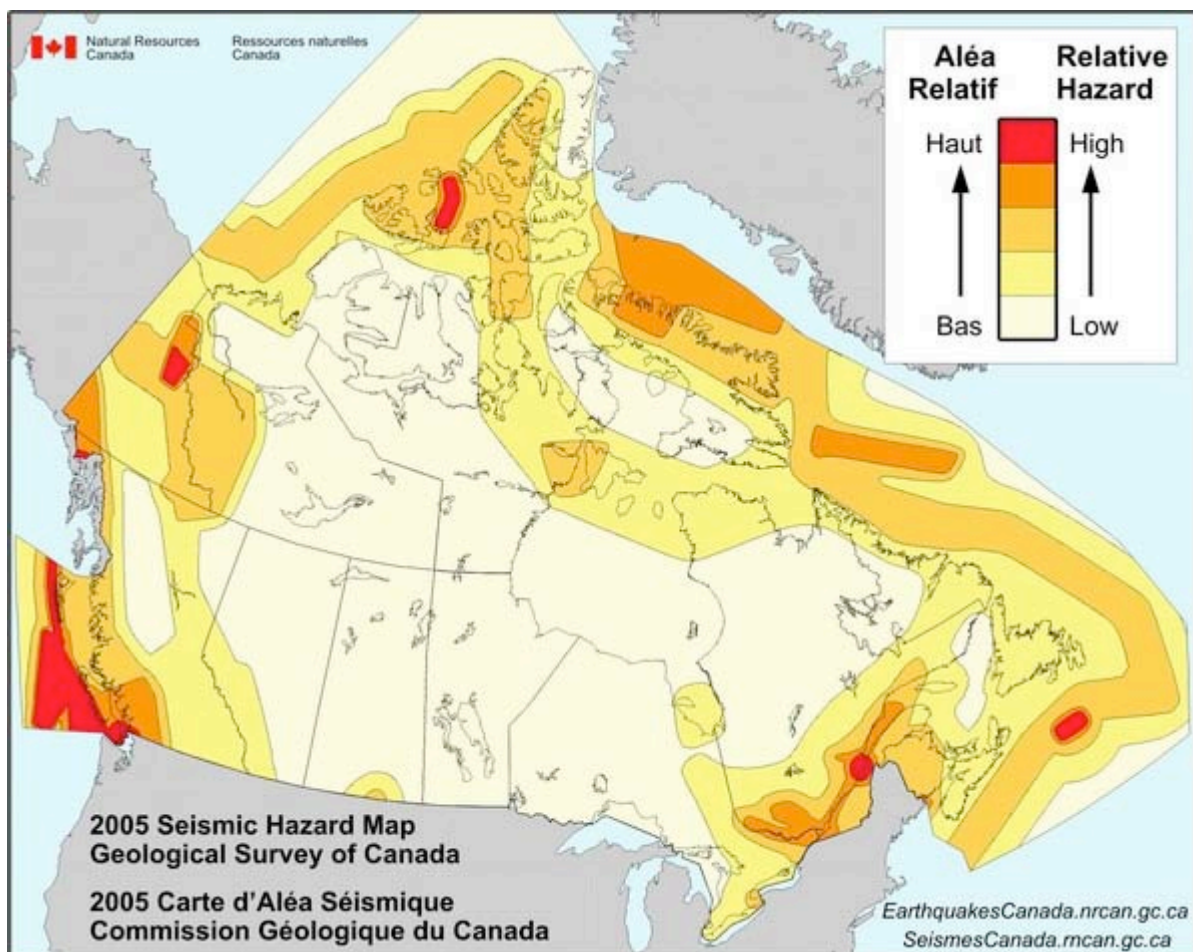 Natural Resources
Canada
Ressources naturelles
Canada
Aléa
Relatif
Relative
Hazard
Haut
High
Bas
Low
2005 Seismic Hazard Map
Geological Survey of Canada
2005 Carte d'Aléa Séismique
Commission Géologique du Canada
EarthquakesCanada.nrcan.gc.ca
SeismesCanada.rncan.gc.ca